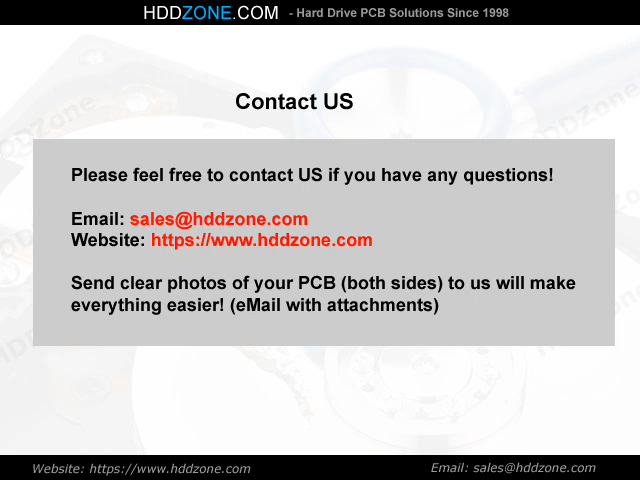 HDDZONE.COM - Hard Drive PCB Solutions Since 1998
Contact US
Please feel free to contact US if you have any questions!
Email: sales@hddzone.com
Website: https://www.hddzone.com
Send clear photos of your PCB (both sides) to us will make
everything easier! (eMail with attachments)
Website: https://www.hddzone.com
Email: sales@hddzone.com